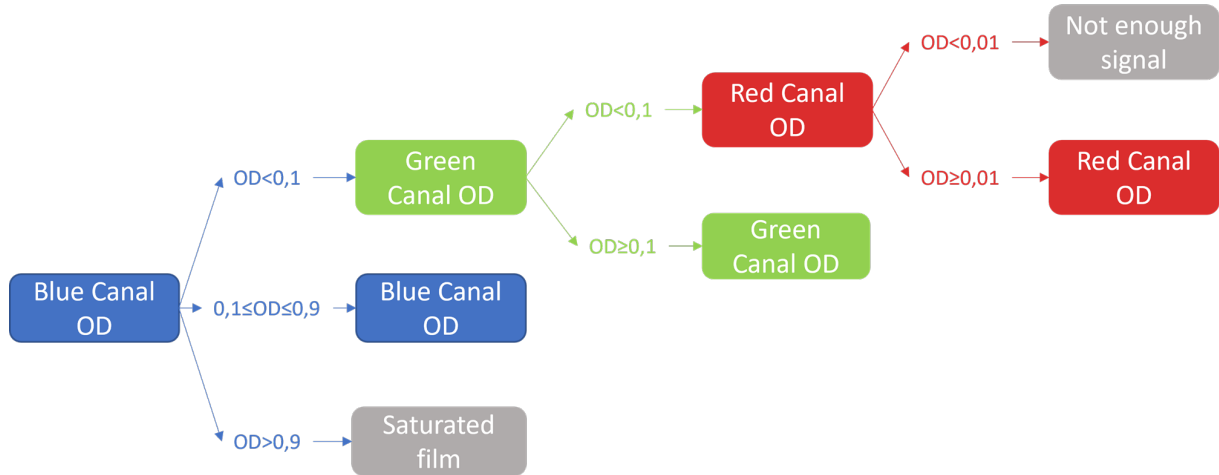 Not enough
signal
OD<0,01
Red Canal
OD
OD<0,1
Green
Canal OD
OD<0,1
OD≥0,01
Red Canal
OD
OD≥0,1
Green
Canal OD
Blue Canal
OD
0,1≤OD≤0,9
Blue Canal
OD
OD>0,9
Saturated
film